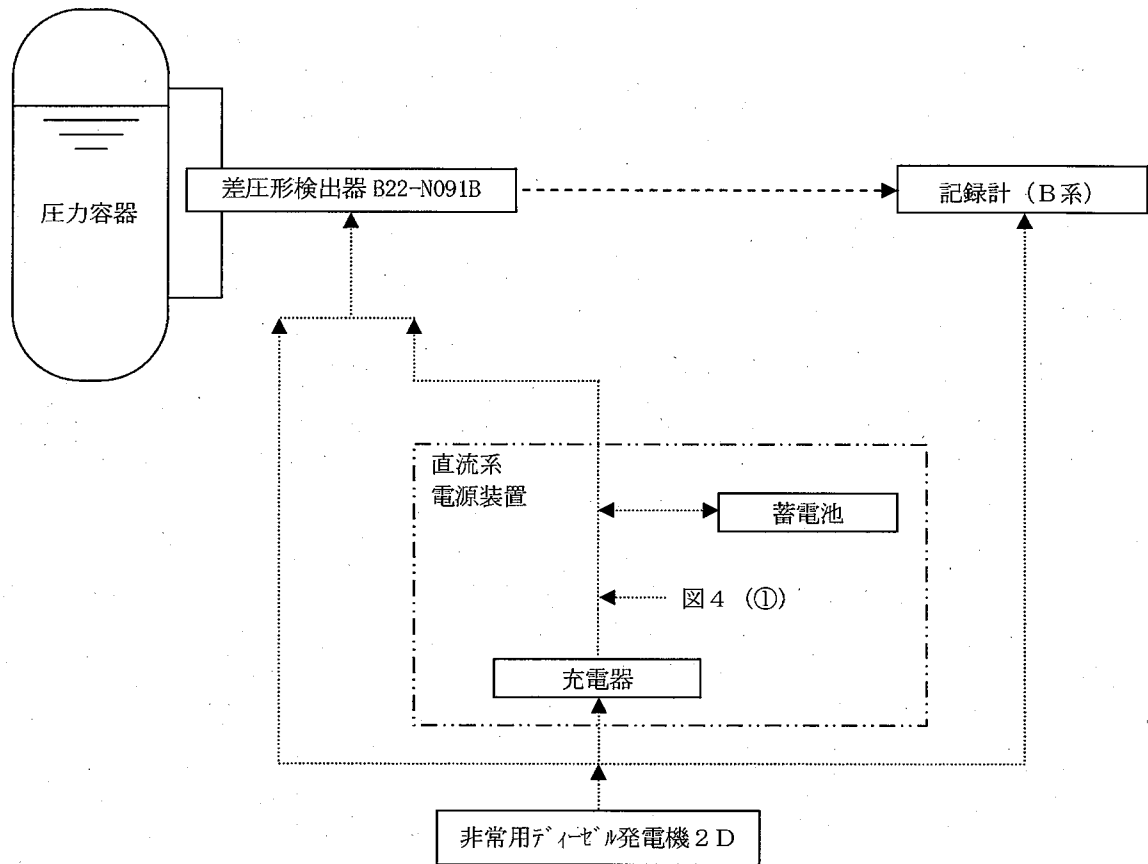 圧力容器
差圧形検出器 B22-N091B
記録計（B系）
直流系
電源装置
蓄電池
図４（①）
充電器
非常用ﾃﾞｨｰｾﾞﾙ発電機２Ｄ